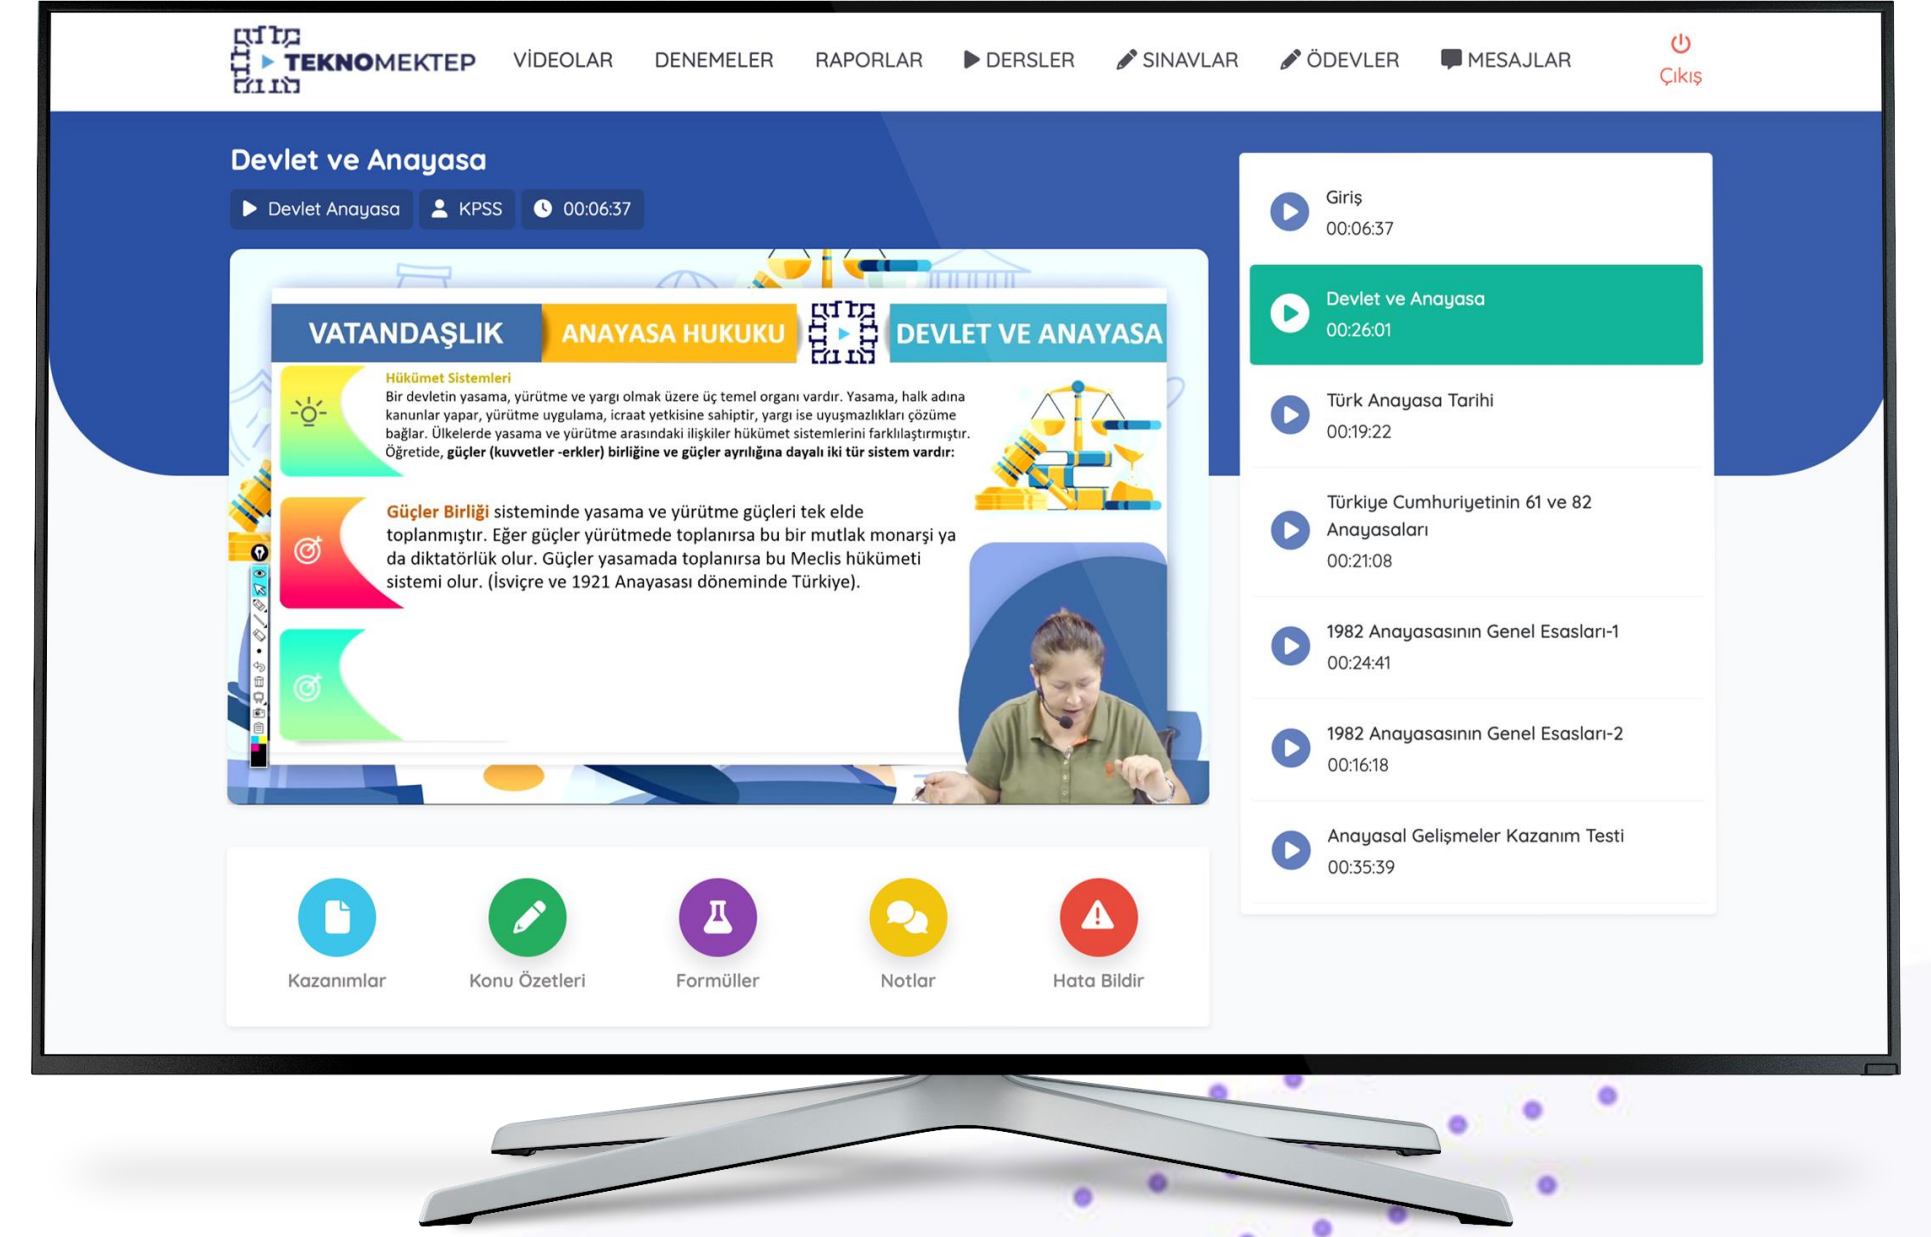 TEKNOMEKTEP
VİDEOLAR
DENEMELER
RAPORLAR
DERSLER
SINAVLAR
ÖDEVLER
MESAJLAR
Çıkış
Devlet ve Anayasa
Devlet Anayasa
KPSS
00:06:37
VATANDAŞLIK
ANAYASA HUKUKU
DEVLET VE ANAYASA
Hükümet Sistemleri
Bir devletin yasama, yürütme ve yargı olmak üzere üç temel organı vardır. Yasama, halk adına
kanunlar yapar, yürütme uygulama, icraat yetkisine sahiptir, yargı ise uyuşmazlıkları çözüme
bağlar. Ülkelerde yasama ve yürütme arasındaki ilişkiler hükümet sistemlerini farklılaştırmıştır.
Öğretide, güçler (kuvvetler -erkler) birliğine ve güçler ayrılığına dayalı iki tür sistem vardır:
Güçler Birliği sisteminde yasama ve yürütme güçleri tek elde
toplanmıştır. Eğer güçler yürütmede toplanırsa bu bir mutlak monarşi ya
da diktatörlük olur. Güçler yasamada toplanırsa bu Meclis hükümeti
sistemi olur. (İsviçre ve 1921 Anayasası döneminde Türkiye).
Kazanımlar
Konu Özetleri
Formüller
Notlar
Hata Bildir
Giriş
00:06:37
Devlet ve Anayasa
00:26:01
Türk Anayasa Tarihi
00:19:22
Türkiye Cumhuriyetinin 61 ve 82
Anayasaları
00:21:08
1982 Anayasasının Genel Esasları-1
00:24:41
1982 Anayasasının Genel Esasları-2
00:16:18
Anayasal Gelişmeler Kazanım Testi
00:35:39